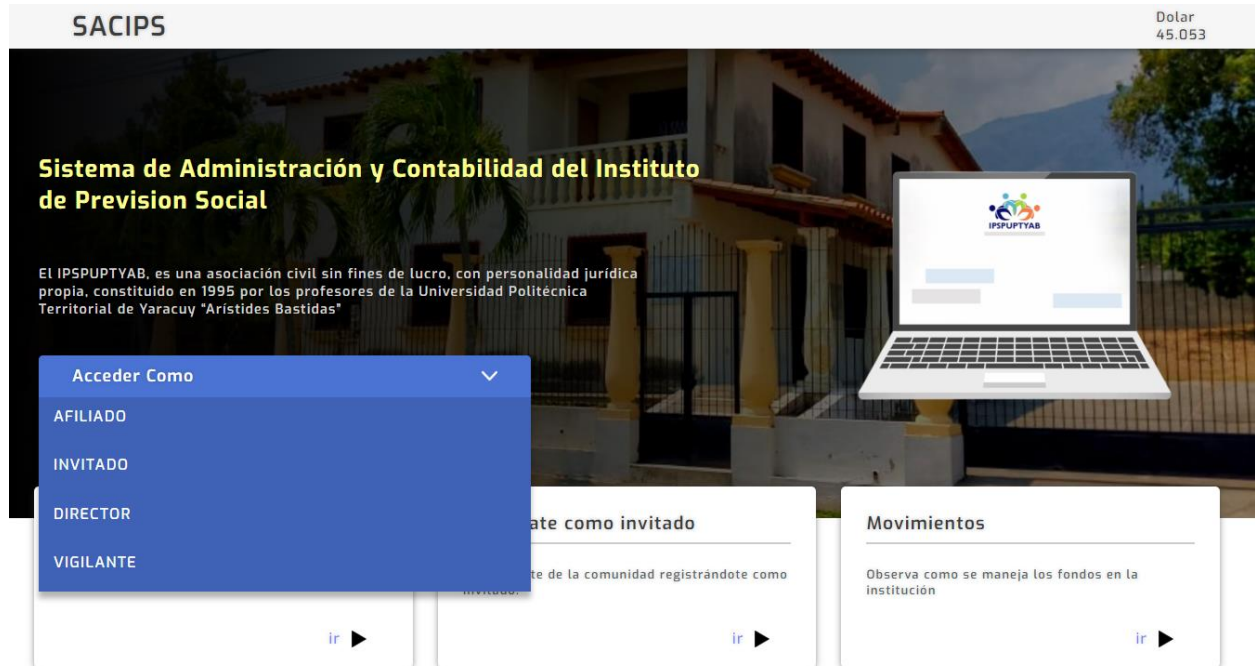 SACIPS
Dolar
45.053
Sistema de Administración y Contabilidad del Instituto
de Prevision Social
IPSPUPTYAB
El IPSPUPTYAB, es una asociación civil sin fines de lucro, con personalidad jurídica
propia, constituido en 1995 por los profesores de la Universidad Politécnica
Territorial de Yaracuy "Arístides Bastidas"
Acceder Como
AFILIADO
INVITADO
DIRECTOR
VIGILANTE
ate como invitado
te de la comunidad registrándote como
ir
ir
Movimientos
Observa como se maneja los fondos en la
institución
ir